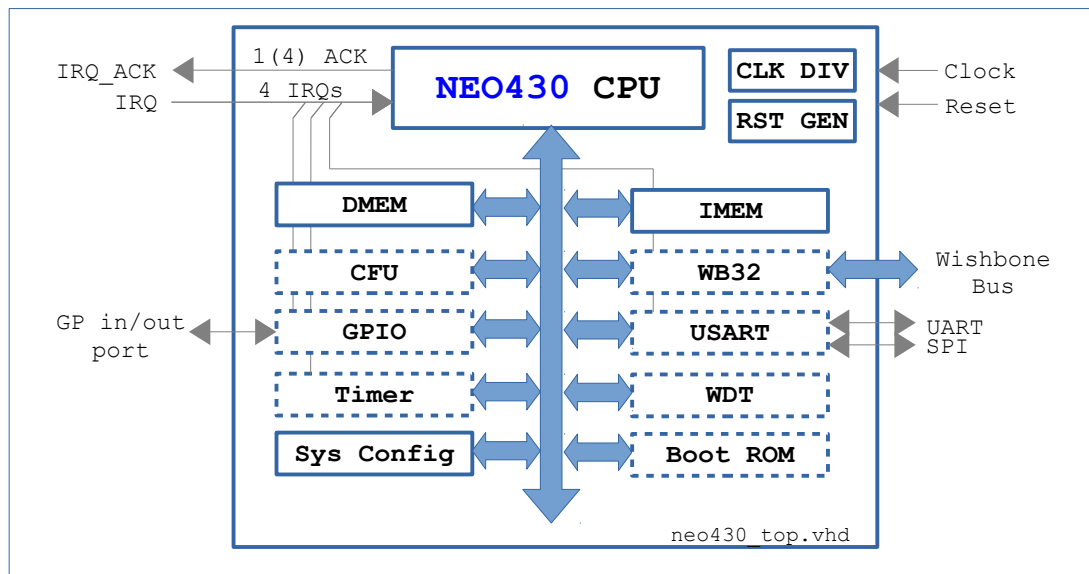 1(4) ACK
IRQ_ACK
IRQ
4 IRQs
NEO430 CPU
CLK DIV
RST GEN
Clock
Reset
DMEM
IMEM
CFU
WB32
Wishbone
Bus
GP in/out
port
GPIO
USART
UART
SPI
Timer
WDT
Sys Config
Boot ROM
neo430_top.vhd